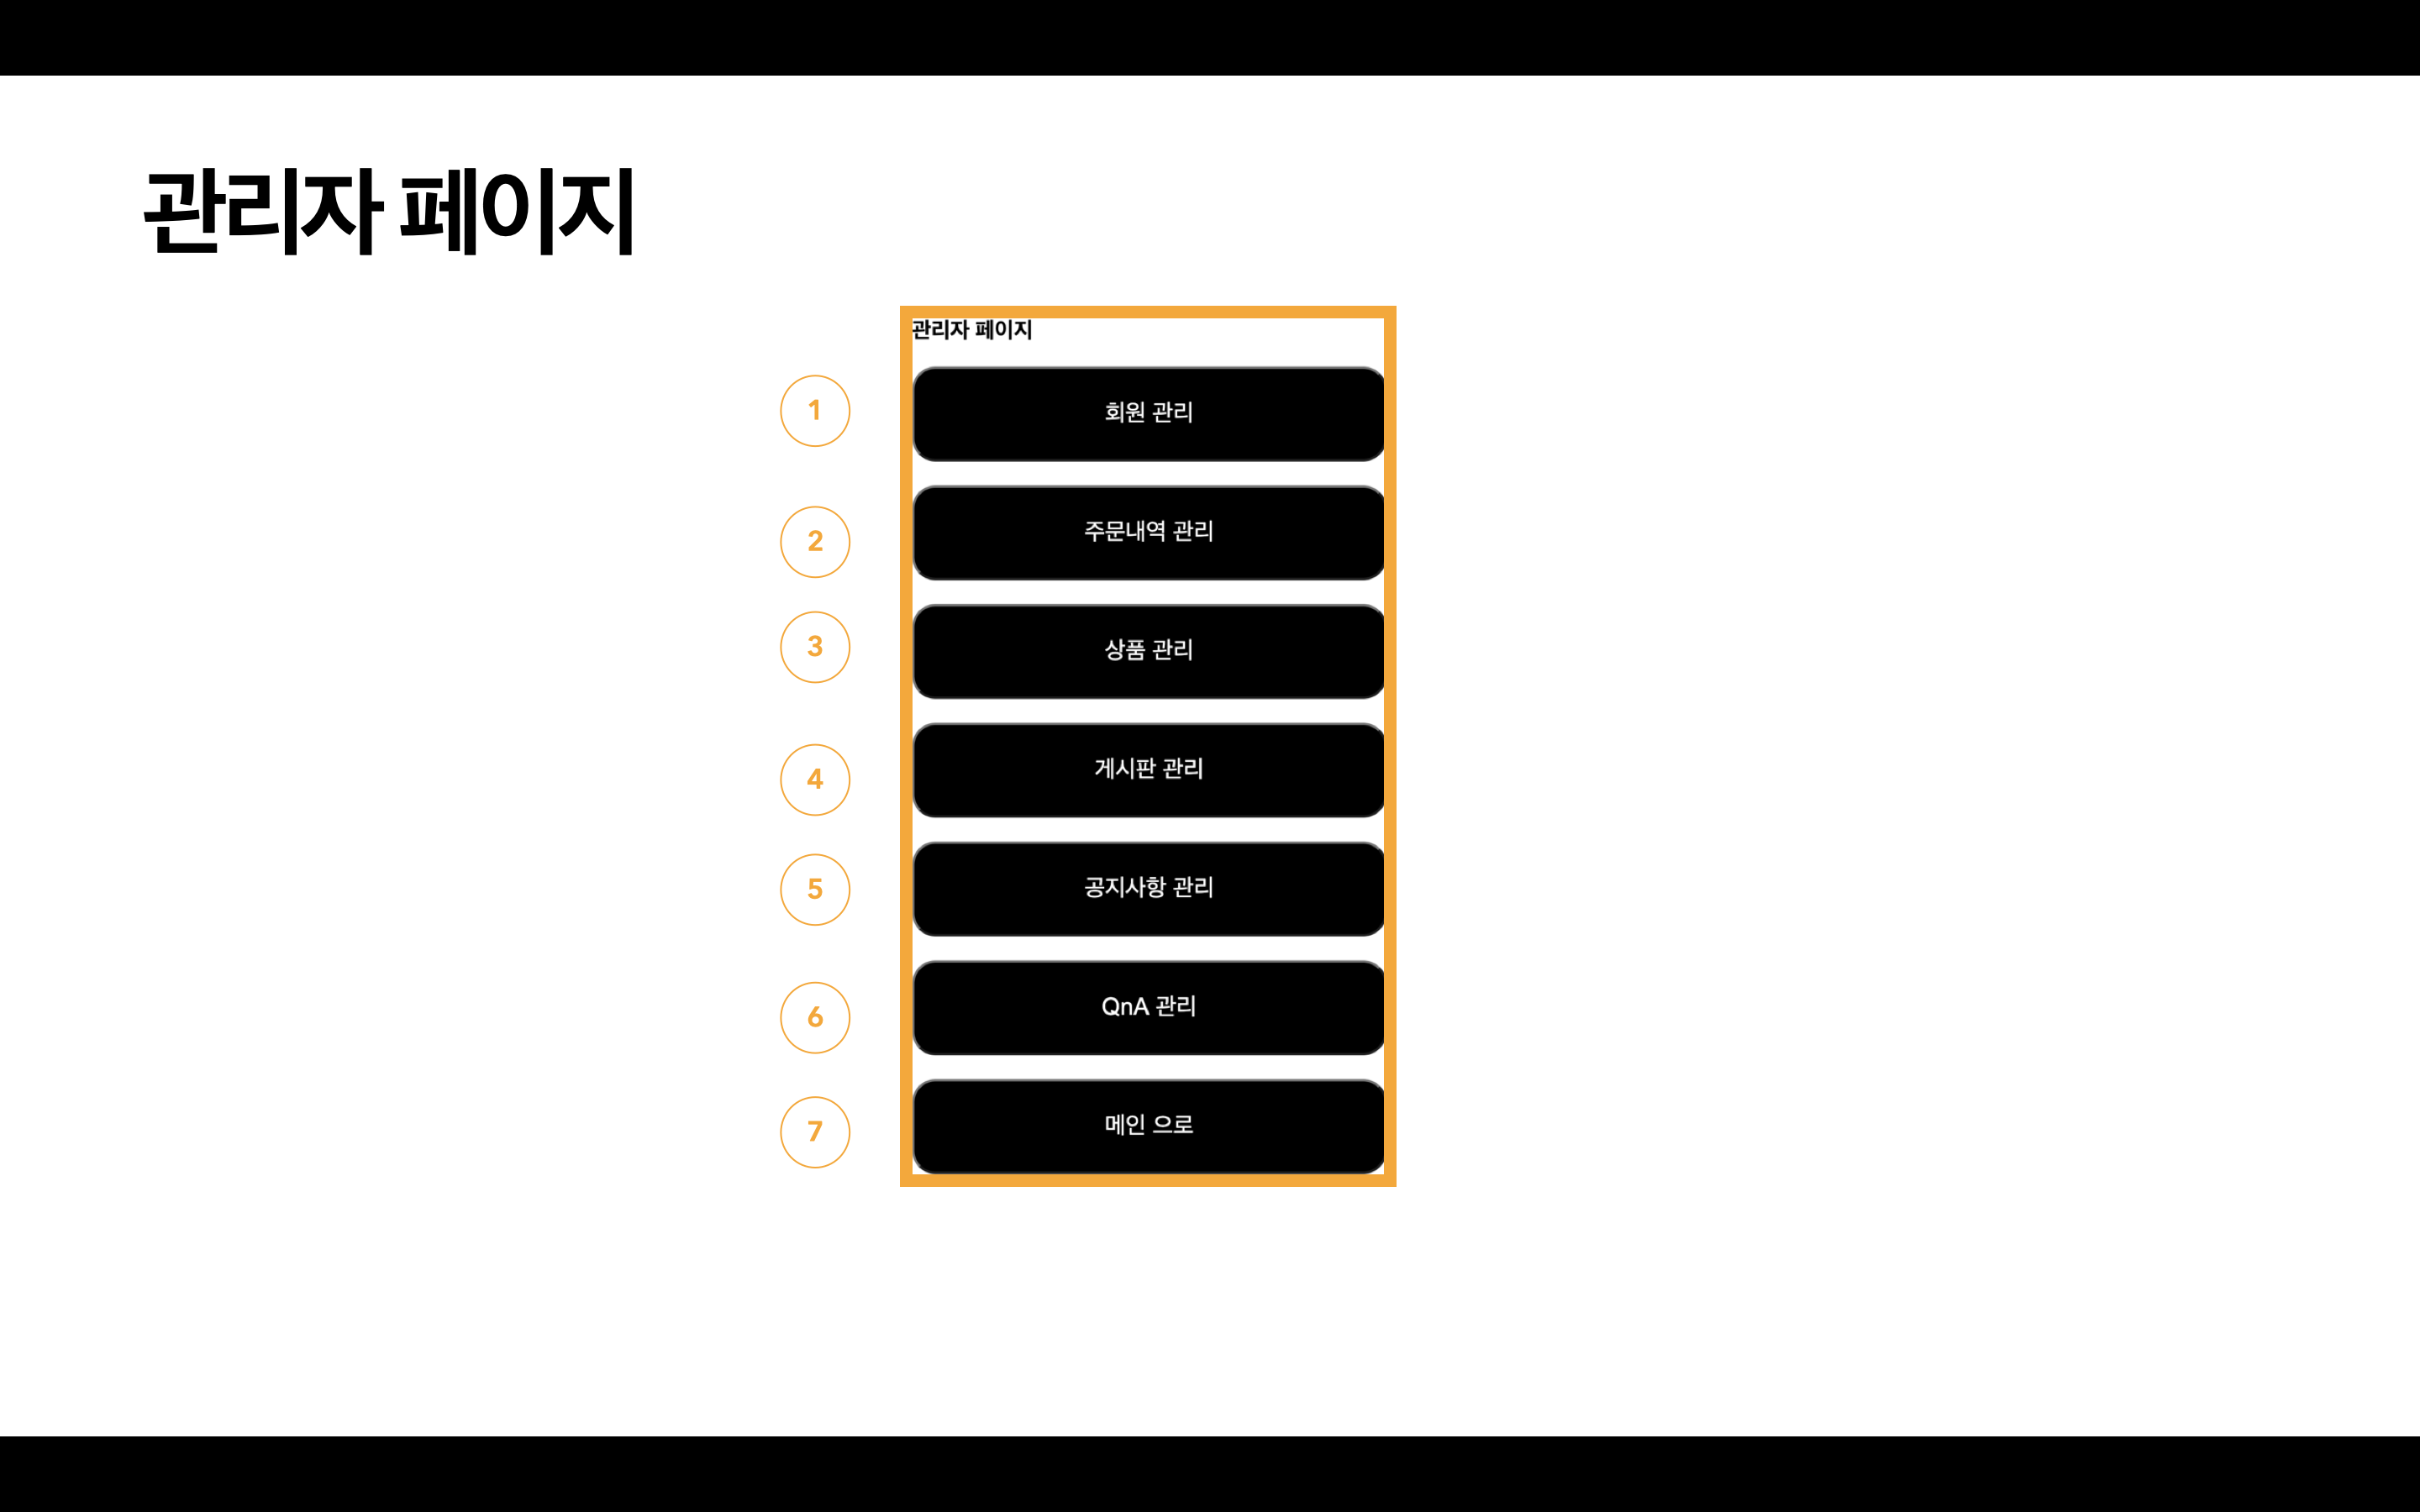 관리자 페이지
관리자 페이지
1
회원 관리
2
주문내역 관리
3
상품 관리
4
게시판 관리
5
공지사항 관리
6
QnA 관리
7
메인 으로